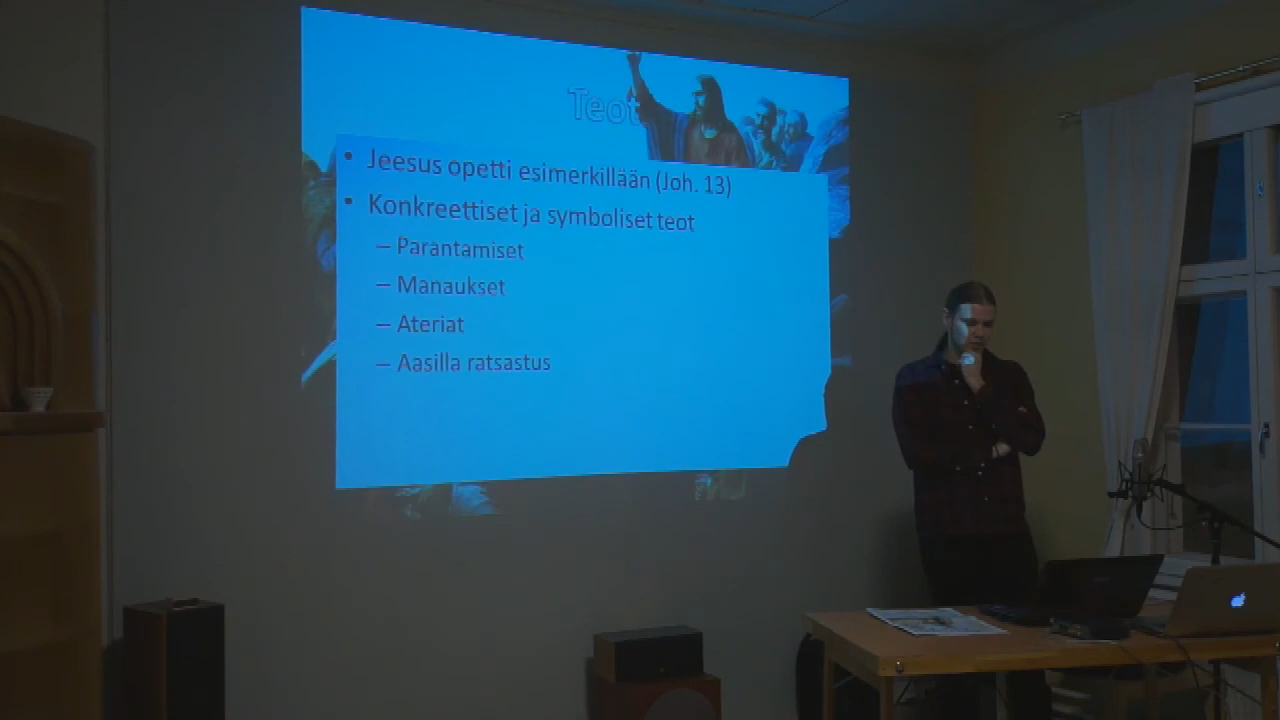 Teot
• Jeesus opetti esimerkillään (Joh. 13)
• Konkreettiset ja symboliset teot
– Parantamiset
– Manaukset
– Ateriat
– Aasilla ratsastus